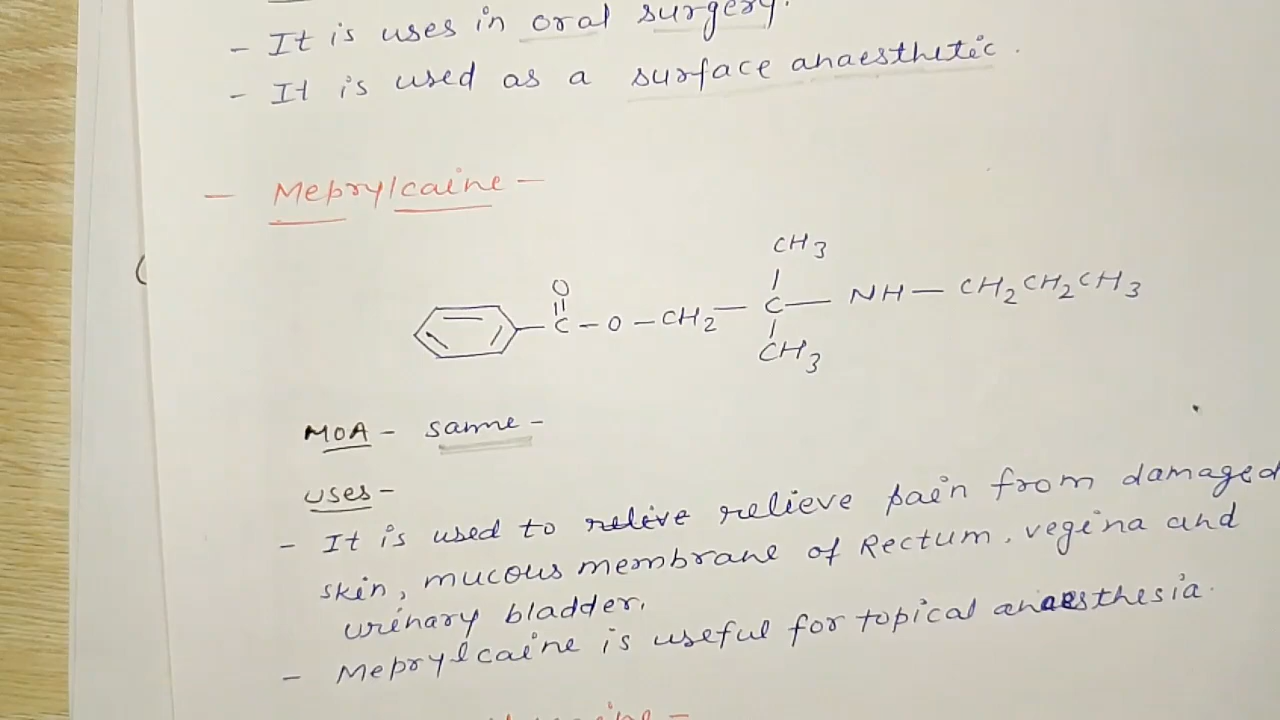 - It is uses in oral surgery.
- It is used as a surface anaesthetic.
- Meprylcaine -
CH3
O
C - O - CH2 - C - NH - CH2CH2CH3
CH3
MOA - same -
uses -
- It is used to relive relieve pain from damaged
skin, mucous membrane of Rectum, vegina and
urinary bladder.
- Meprylcaine is useful for topical anaesthesia.